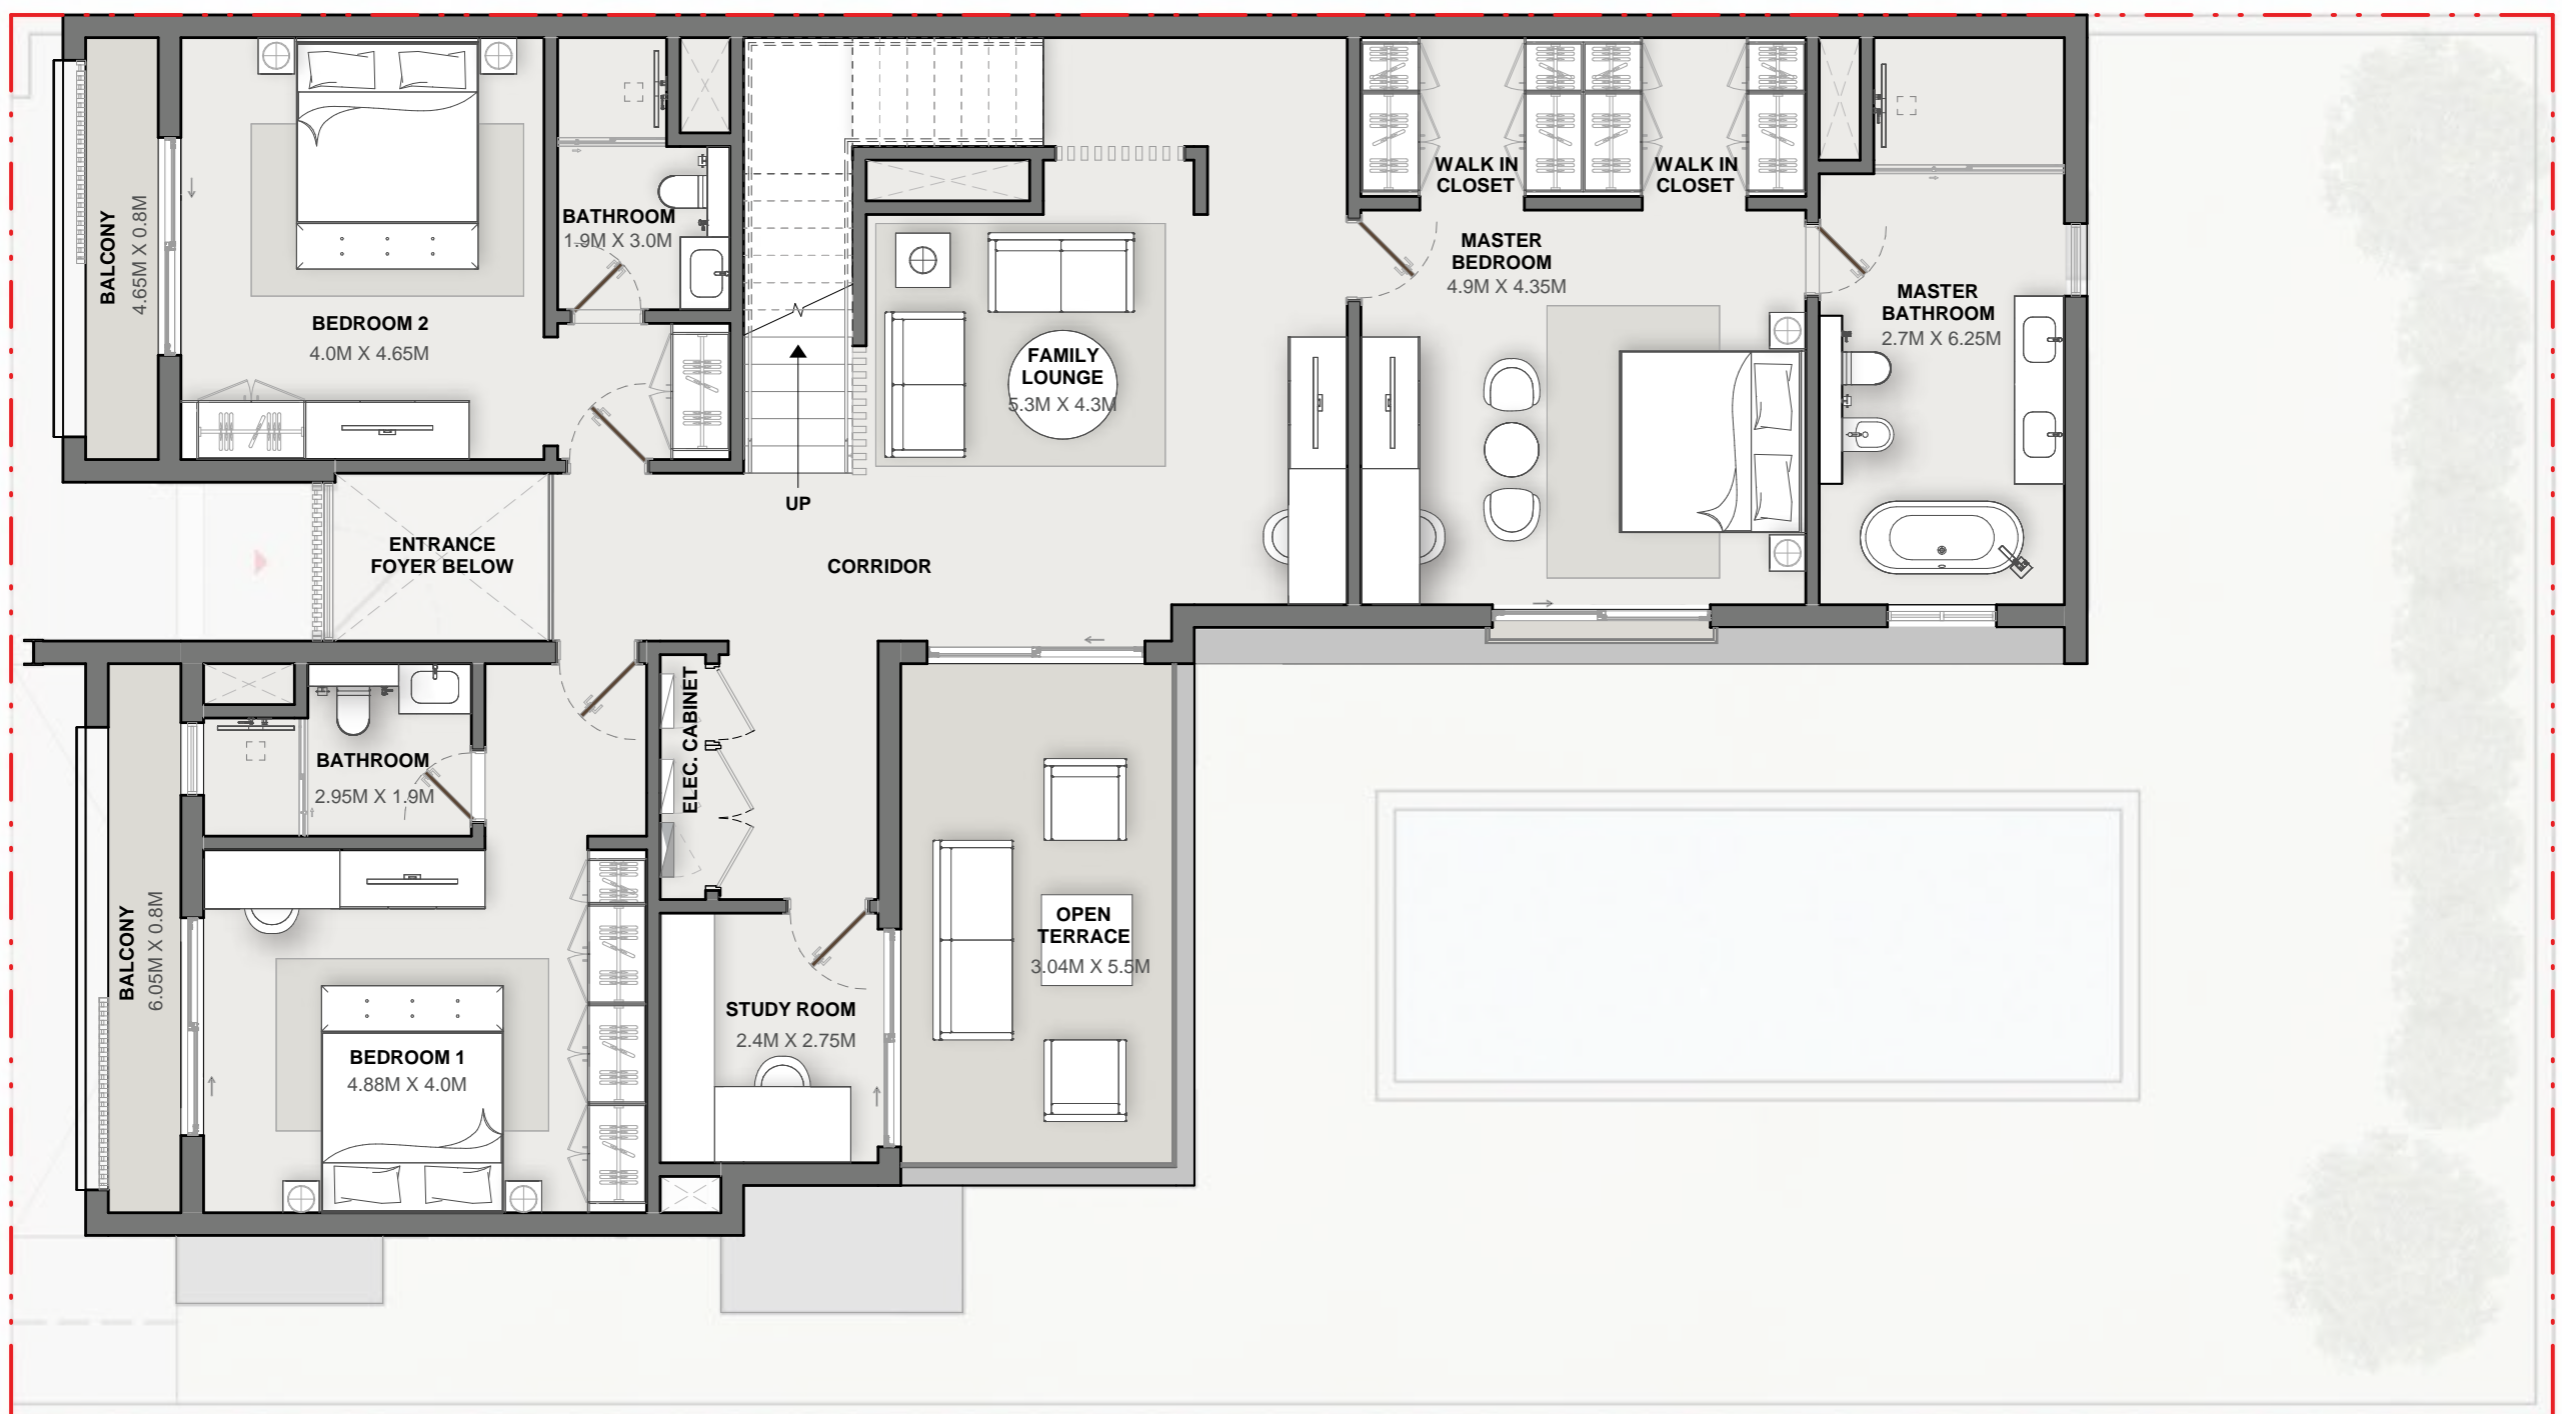 BALCONY
4.65M X 0.8M
BEDROOM 2
4.0M X 4.65M
BATHROOM
1.9M X 3.0M
WALK IN
CLOSET
WALK IN
CLOSET
MASTER
BEDROOM
4.9M X 4.35M
MASTER
BATHROOM
2.7M X 6.25M
FAMILY
LOUNGE
5.3M X 4.3M
UP
ENTRANCE
FOYER BELOW
CORRIDOR
BATHROOM
2.95M X 1.9M
ELEC. CABINET
BALCONY
6.05M X 0.8M
OPEN
TERRACE
3.04M X 5.5M
STUDY ROOM
2.4M X 2.75M
BEDROOM 1
4.88M X 4.0M